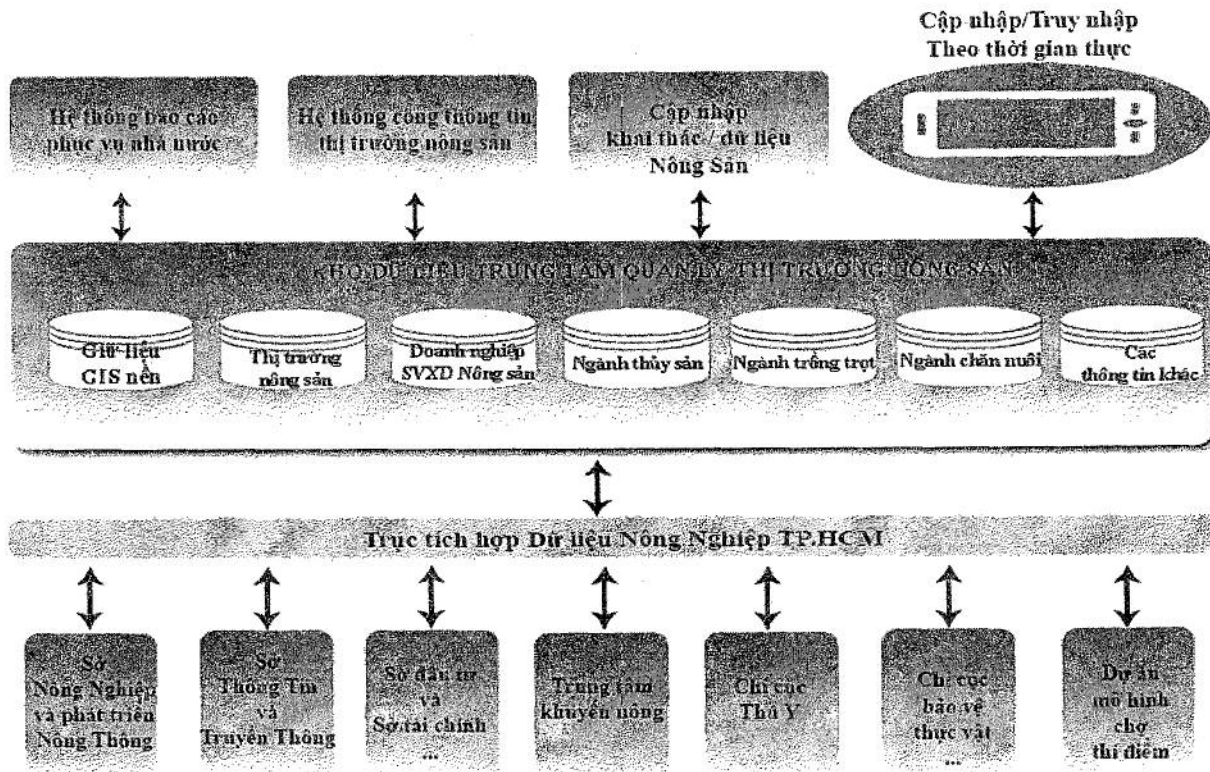 Cập nhập/Truy nhập
Theo thời gian thực
Hệ thống báo cáo
phục vụ nhà nước
Hệ thống cổng thông tin
thị trường nông sản
Cập nhập
khai thác / dữ liệu
Nông Sản
KHO DỮ LIỆU TRUNG TÂM QUẢN LÝ THỊ TRƯỜNG NÔNG SẢN
Giữ liệu
GIS nền
Thị trường
nông sản
Doanh nghiệp
SVXD Nông sản
Ngành thủy sản
Ngành trồng trọt
Ngành chăn nuôi
Các
thông tin khác
Trục tích hợp Dữ liệu Nông Nghiệp TP.HCM
Sở
Nông Nghiệp
và phát triển
Nông Thông
Sở
Thông Tin
và
Truyền Thông
Sở đầu tư
và
Sở tài chính
...
Trung tâm
khuyến nông
Chi cục
Thú Y
Chi cục
bảo vệ
thực vật
...
Dự án
mô hình
chợ
thí điểm